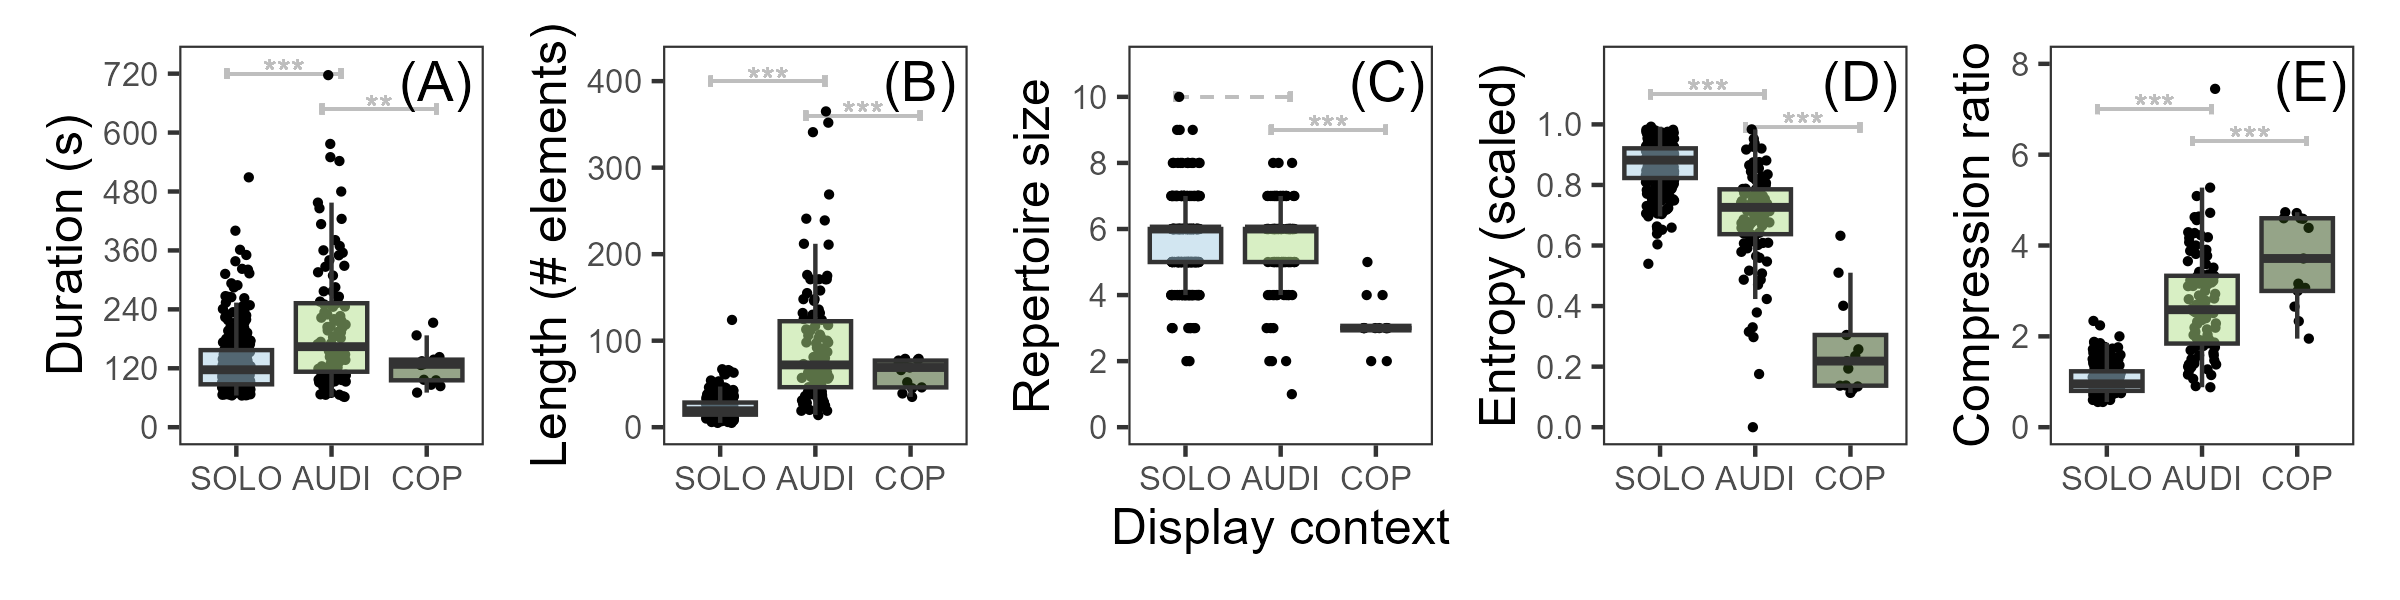 Duration (s)
720
600
480
360
240
120
0
***
**
(A)
SOLO AUDI COP
Length (# elements)
400
300
200
100
0
***
***
(B)
SOLO AUDI COP
Repertoire size
10
8
6
4
2
0
***
(C)
SOLO AUDI COP
Entropy (scaled)
1.0
0.8
0.6
0.4
0.2
0.0
***
***
(D)
SOLO AUDI COP
Compression ratio
8
6
4
2
0
***
***
(E)
SOLO AUDI COP
Display context